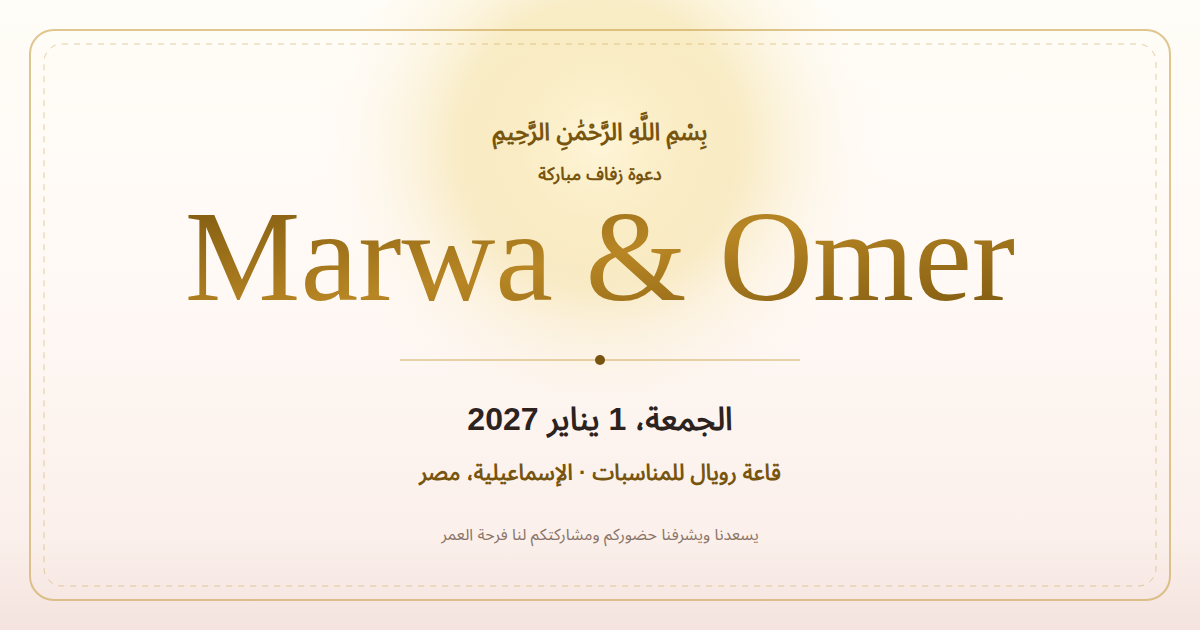 بِسْمِ اللَّهِ الرَّحْمَٰنِ الرَّحِيمِ
دعوة زفاف مباركة
Marwa & Omer
الجمعة، 1 يناير 2027
قاعة رويال للمناسبات · الإسماعيلية، مصر
يسعدنا ويشرفنا حضوركم ومشاركتكم لنا فرحة العمر